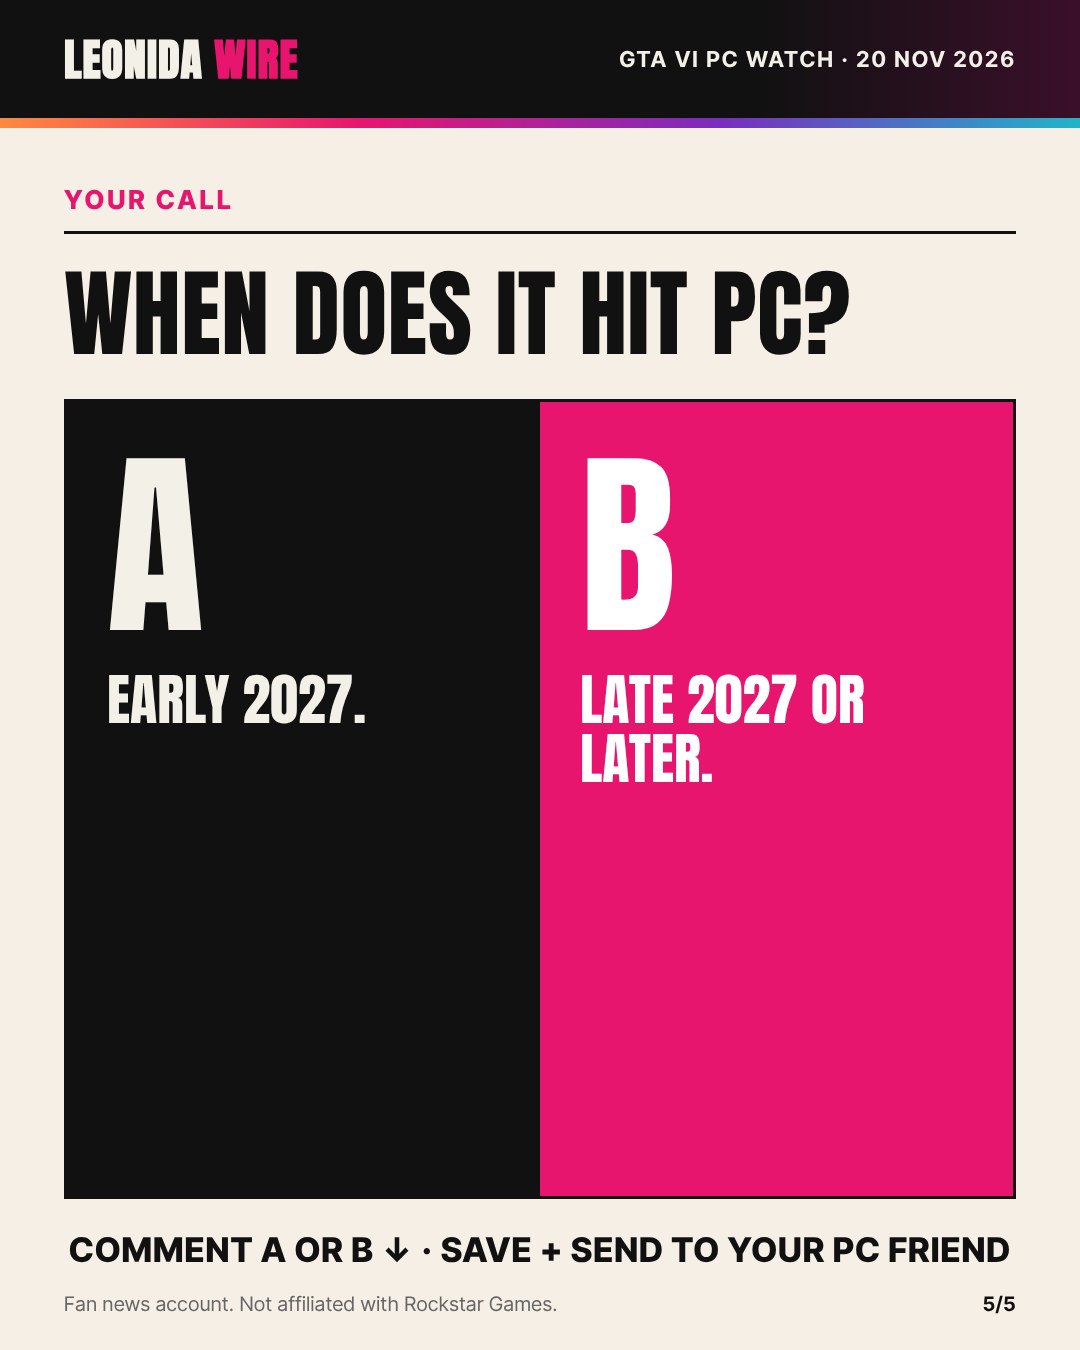 LEONIDA WIRE
GTA VI PC WATCH · 20 NOV 2026
YOUR CALL
WHEN DOES IT HIT PC?
A
EARLY 2027.
B
LATE 2027 OR
LATER.
COMMENT A OR B ↓ · SAVE + SEND TO YOUR PC FRIEND
Fan news account. Not affiliated with Rockstar Games.
5/5